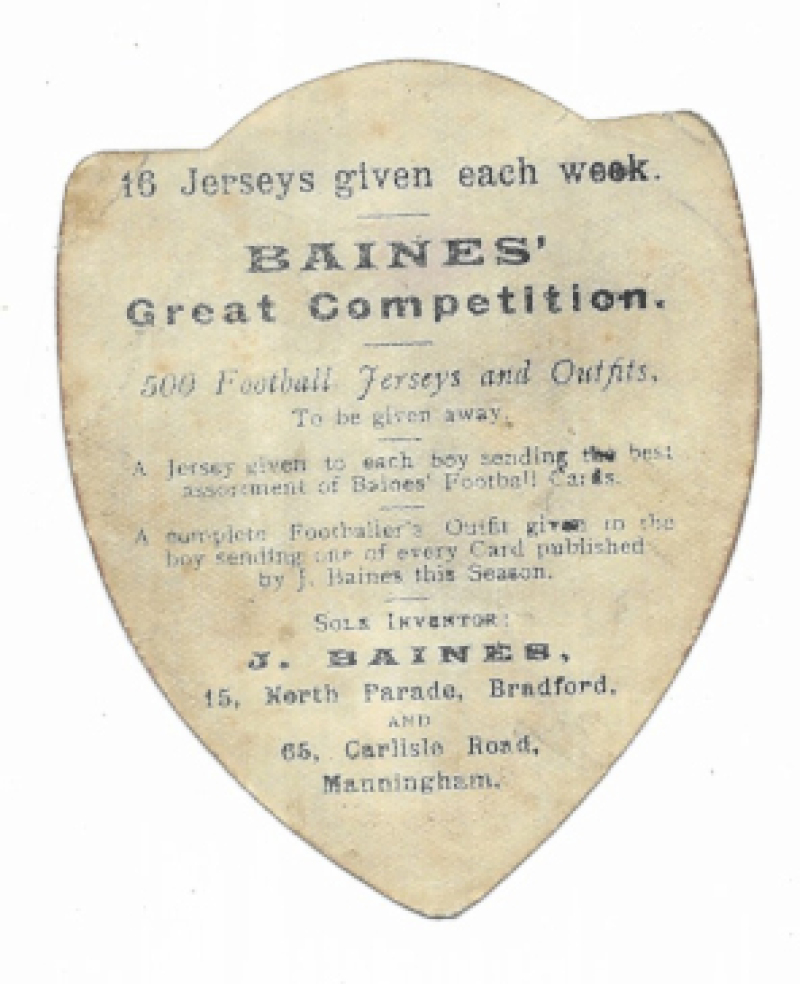 16 Jerseys given each week.
BAINES'
Great Competition.
500 Football Jerseys and Outfits.
To be given away.
A Jersey given to each boy sending the best
assortment of Baines' Football Cards.
A complete Footballer's Outfit given to the
boy sending one of every Card published
by J. Baines this Season.
SOLE INVENTOR:
J. BAINES,
15, North Parade, Bradford.
AND
65, Carlisle Road,
Manningham.